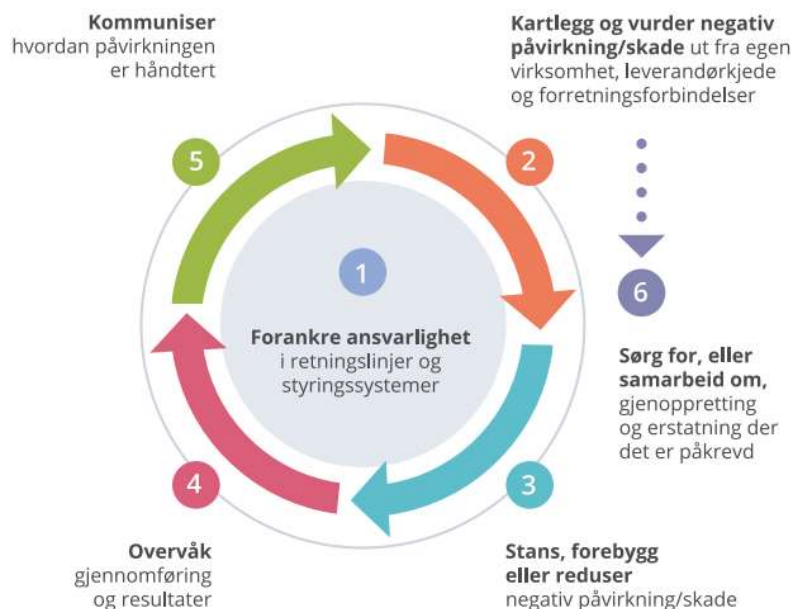 1
Forankre ansvarlighet
i retningslinjer og
styringssystemer
2
Kartlegg og vurder negativ
påvirkning/skade ut fra egen
virksomhet, leverandørkjede
og forretningsforbindelser
3
Stans, forebygg
eller reduser
negativ påvirkning/skade
4
Overvåk
gjennomføring
og resultater
5
Kommuniser
hvordan påvirkningen
er håndtert
6
Sørg for, eller
samarbeid om,
gjenoppretting
og erstatning der
det er påkrevd